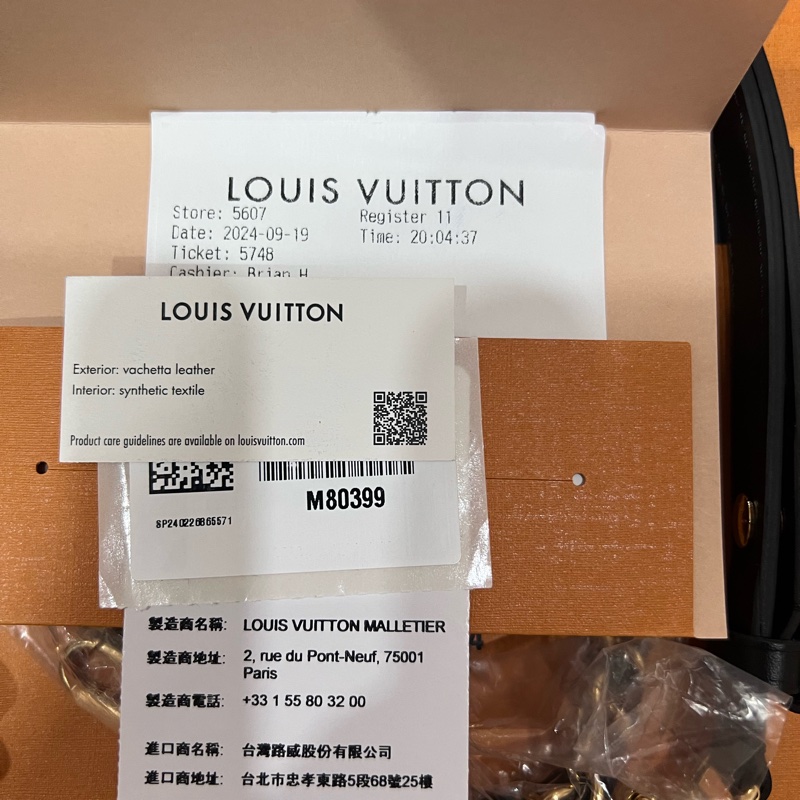 LOUIS VUITTON
Store: 5607 Register 11
Date: 2024-09-19 Time: 20:04:37
Ticket: 5748
Cashier: Brian H
LOUIS VUITTON
Exterior: vachetta leather
Interior: synthetic textile
Product care guidelines are available on louisvuitton.com
M80399
SP240226865571
製造商名稱: LOUIS VUITTON MALLETIER
製造商地址: 2, rue du Pont-Neuf, 75001
Paris
製造商電話: +33 1 55 80 32 00
進口商名稱: 台灣路威股份有限公司
進口商地址: 台北市忠孝東路5段68號25樓